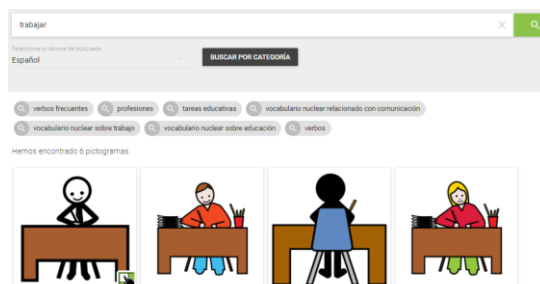 trabajar
Selecciona tu idioma de búsqueda
Español
BUSCAR POR CATEGORÍA
verbos frecuentes
profesiones
tareas educativas
vocabulario nuclear relacionado con comunicación
vocabulario nuclear sobre trabajo
vocabulario nuclear sobre educación
verbos
Hemos encontrado 6 pictogramas